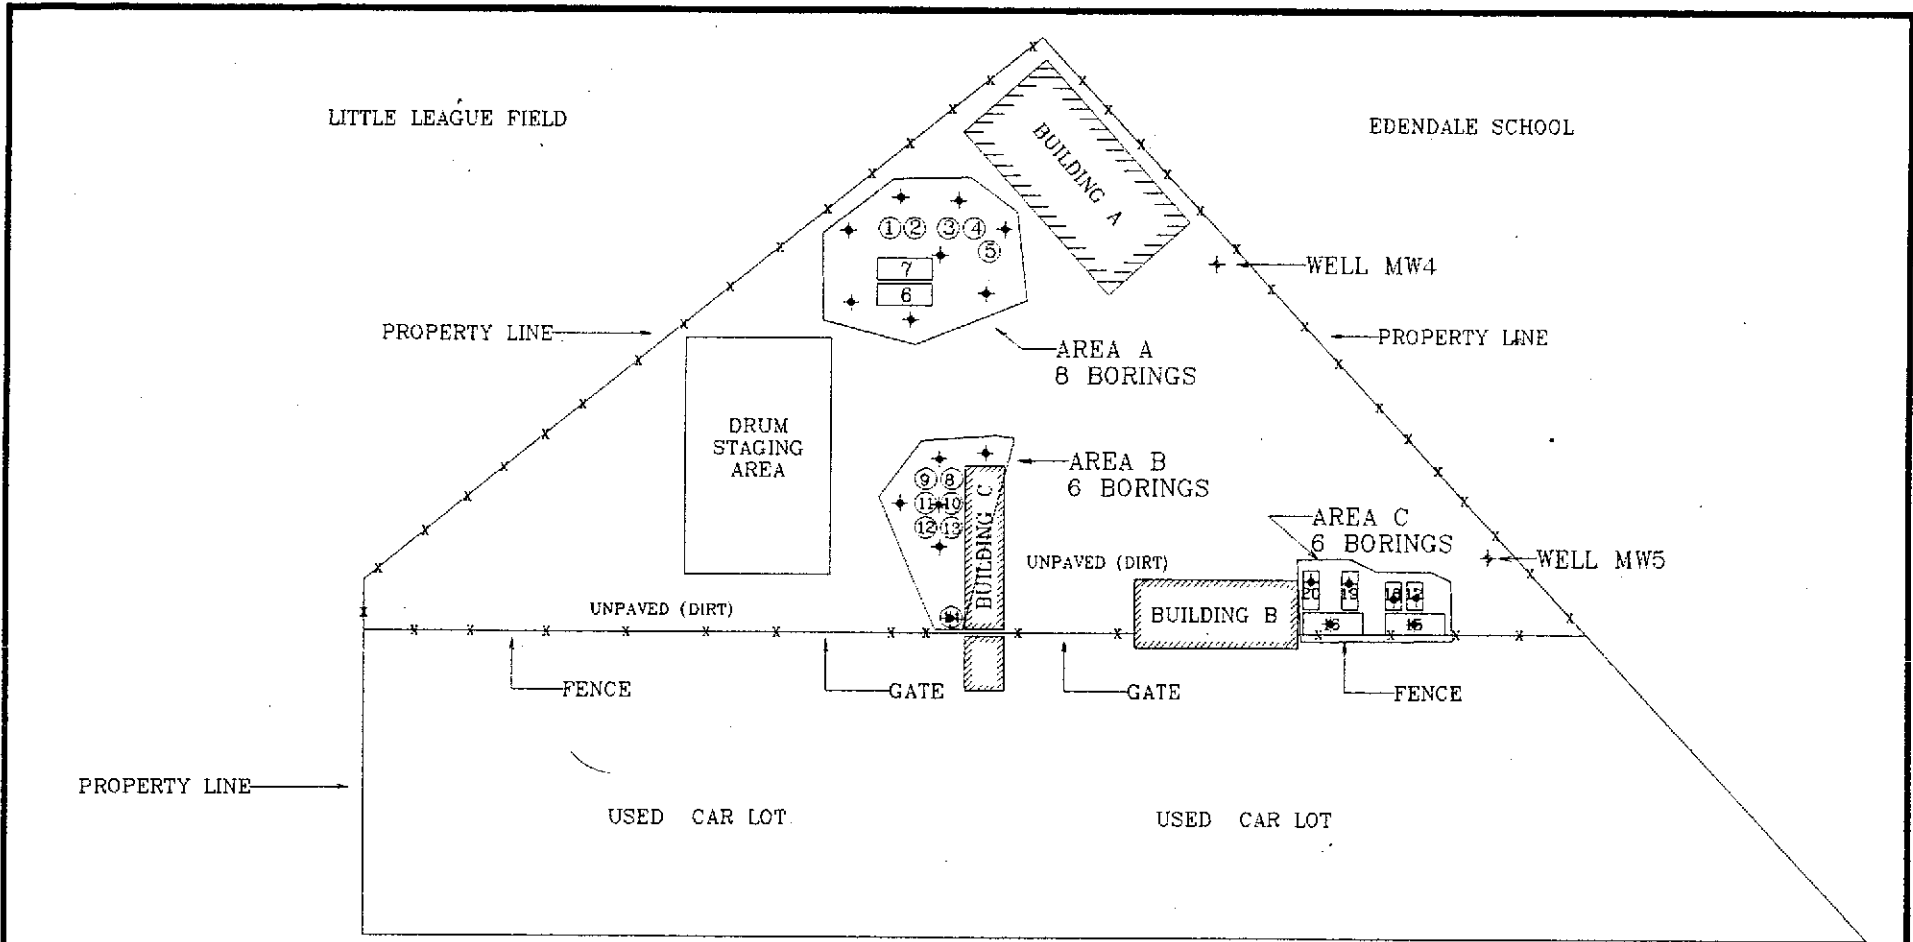 LITTLE LEAGUE FIELD
EDENDALE SCHOOL
BUILDING A
1 2 3 4
5
7
6
WELL MW4
PROPERTY LINE
PROPERTY LINE
AREA A
8 BORINGS
DRUM
STAGING
AREA
AREA B
6 BORINGS
9 8
11 10
12 13
BUILDING C
AREA C
6 BORINGS
WELL MW5
UNPAVED (DIRT)
UNPAVED (DIRT)
BUILDING B
20 19 18
16 15
FENCE
GATE
GATE
FENCE
PROPERTY LINE
USED CAR LOT
USED CAR LOT